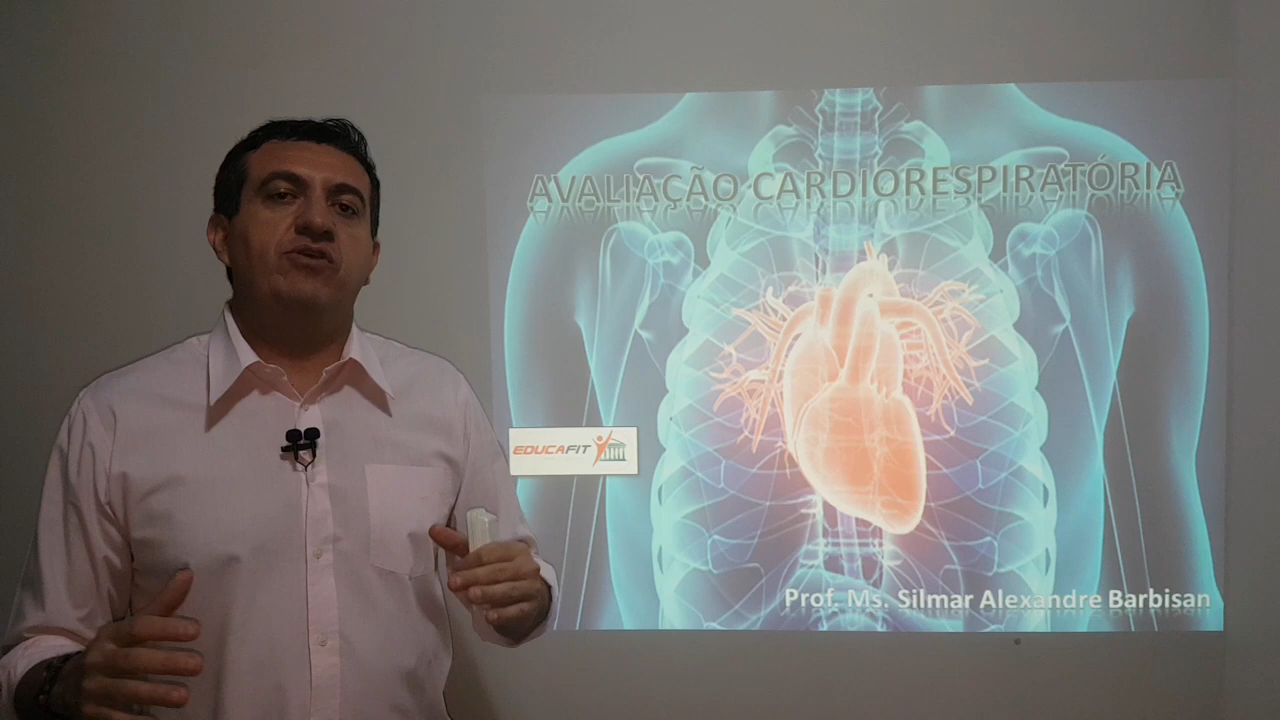 AVALIAÇÃO CARDIORESPIRATÓRIA
EDUCAFIT
Prof. Ms. Silmar Alexandre Barbisan